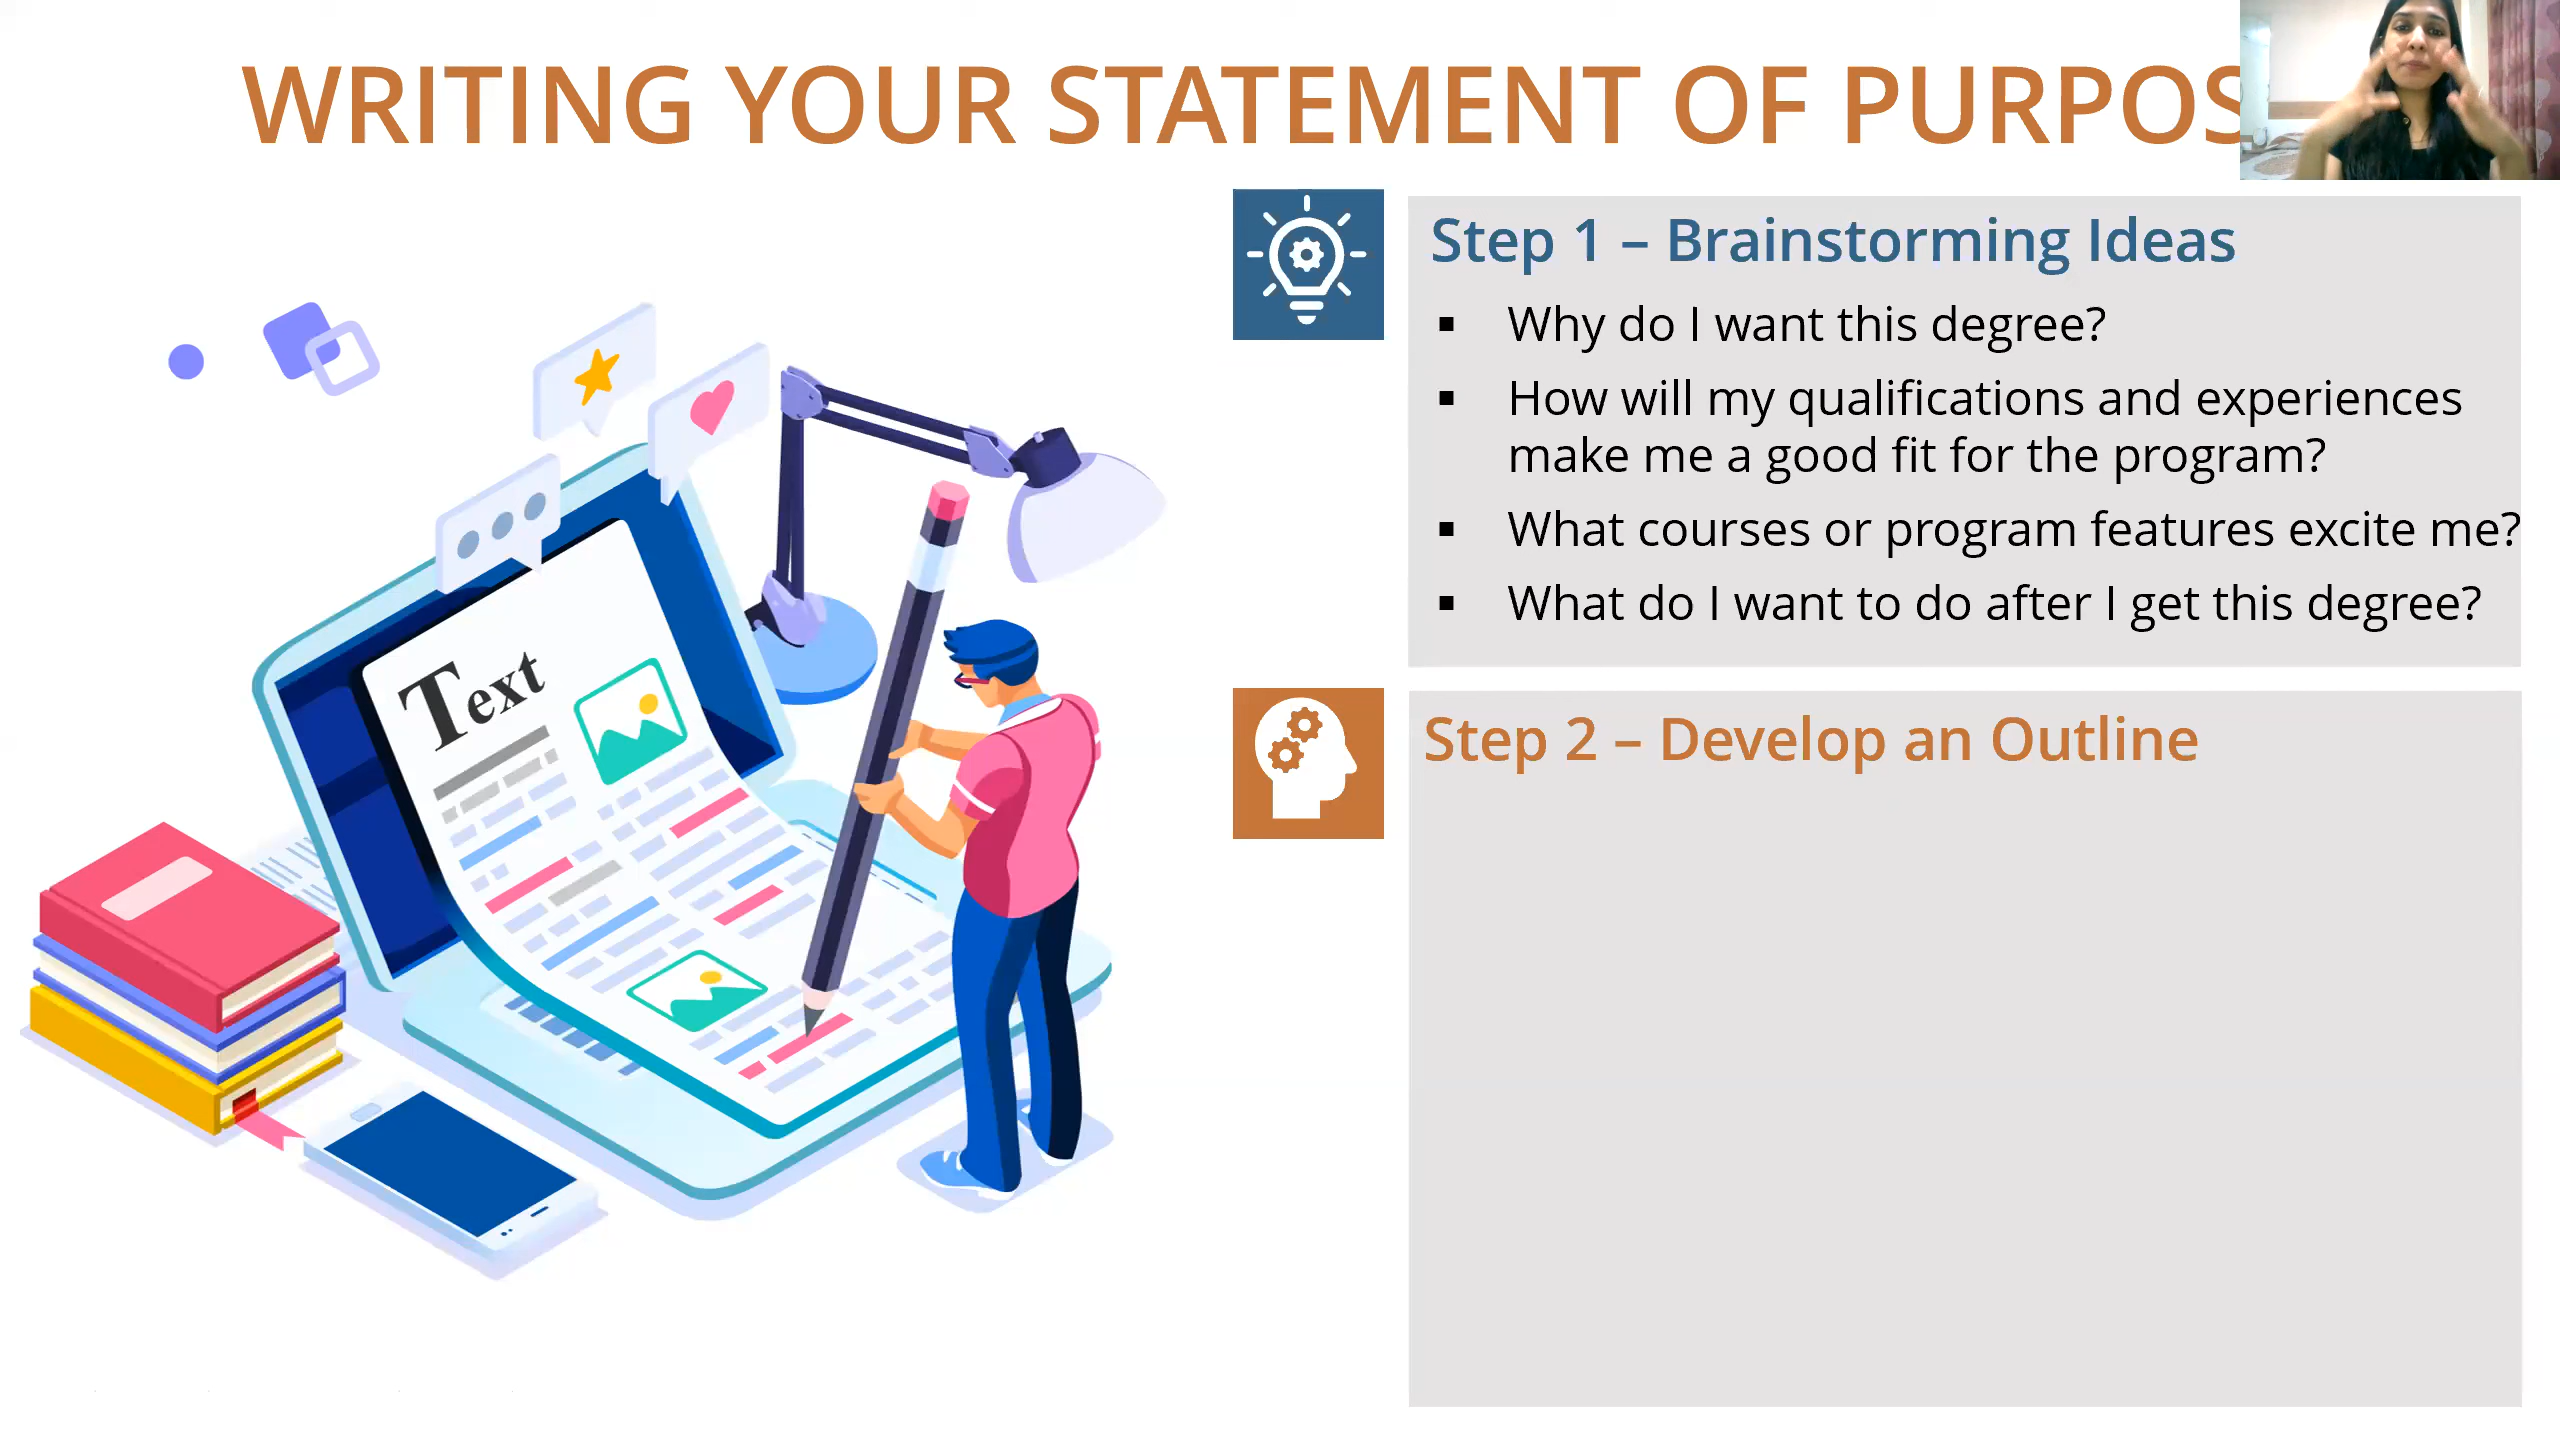 WRITING YOUR STATEMENT OF PURPOS
Step 1 – Brainstorming Ideas
▪ Why do I want this degree?
▪ How will my qualifications and experiences
make me a good fit for the program?
▪ What courses or program features excite me?
▪ What do I want to do after I get this degree?
Text
Step 2 – Develop an Outline